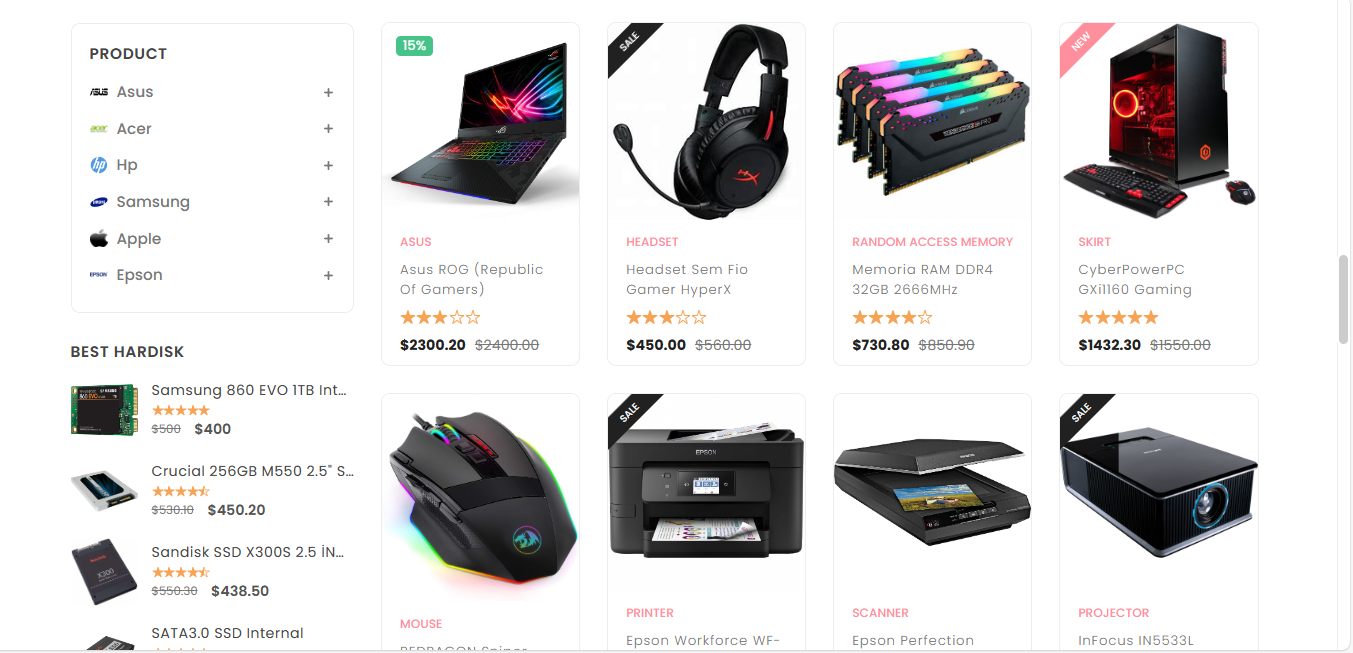 PRODUCT
Asus +
Acer +
Hp +
Samsung +
Apple +
EPSON Epson +
BEST HARDISK
Samsung 860 EVO 1TB Int...
$500 $400
Crucial 256GB M550 2.5" S...
$530.10 $450.20
Sandisk SSD X300S 2.5 İN...
$550.30 $438.50
SATA3.0 SSD Internal
15%
ASUS
Asus ROG (Republic
Of Gamers)
$2300.20 $2400.00
SALE
HEADSET
Headset Sem Fio
Gamer HyperX
$450.00 $560.00
RANDOM ACCESS MEMORY
Memoria RAM DDR4
32GB 2666MHz
$730.80 $850.90
NEW
SKIRT
CyberPowerPC
GXi1160 Gaming
$1432.30 $1550.00
MOUSE
REDRAGON Sniper
SALE
EPSON
PRINTER
Epson Workforce WF-
SCANNER
Epson Perfection
SALE
PROJECTOR
InFocus IN5533L